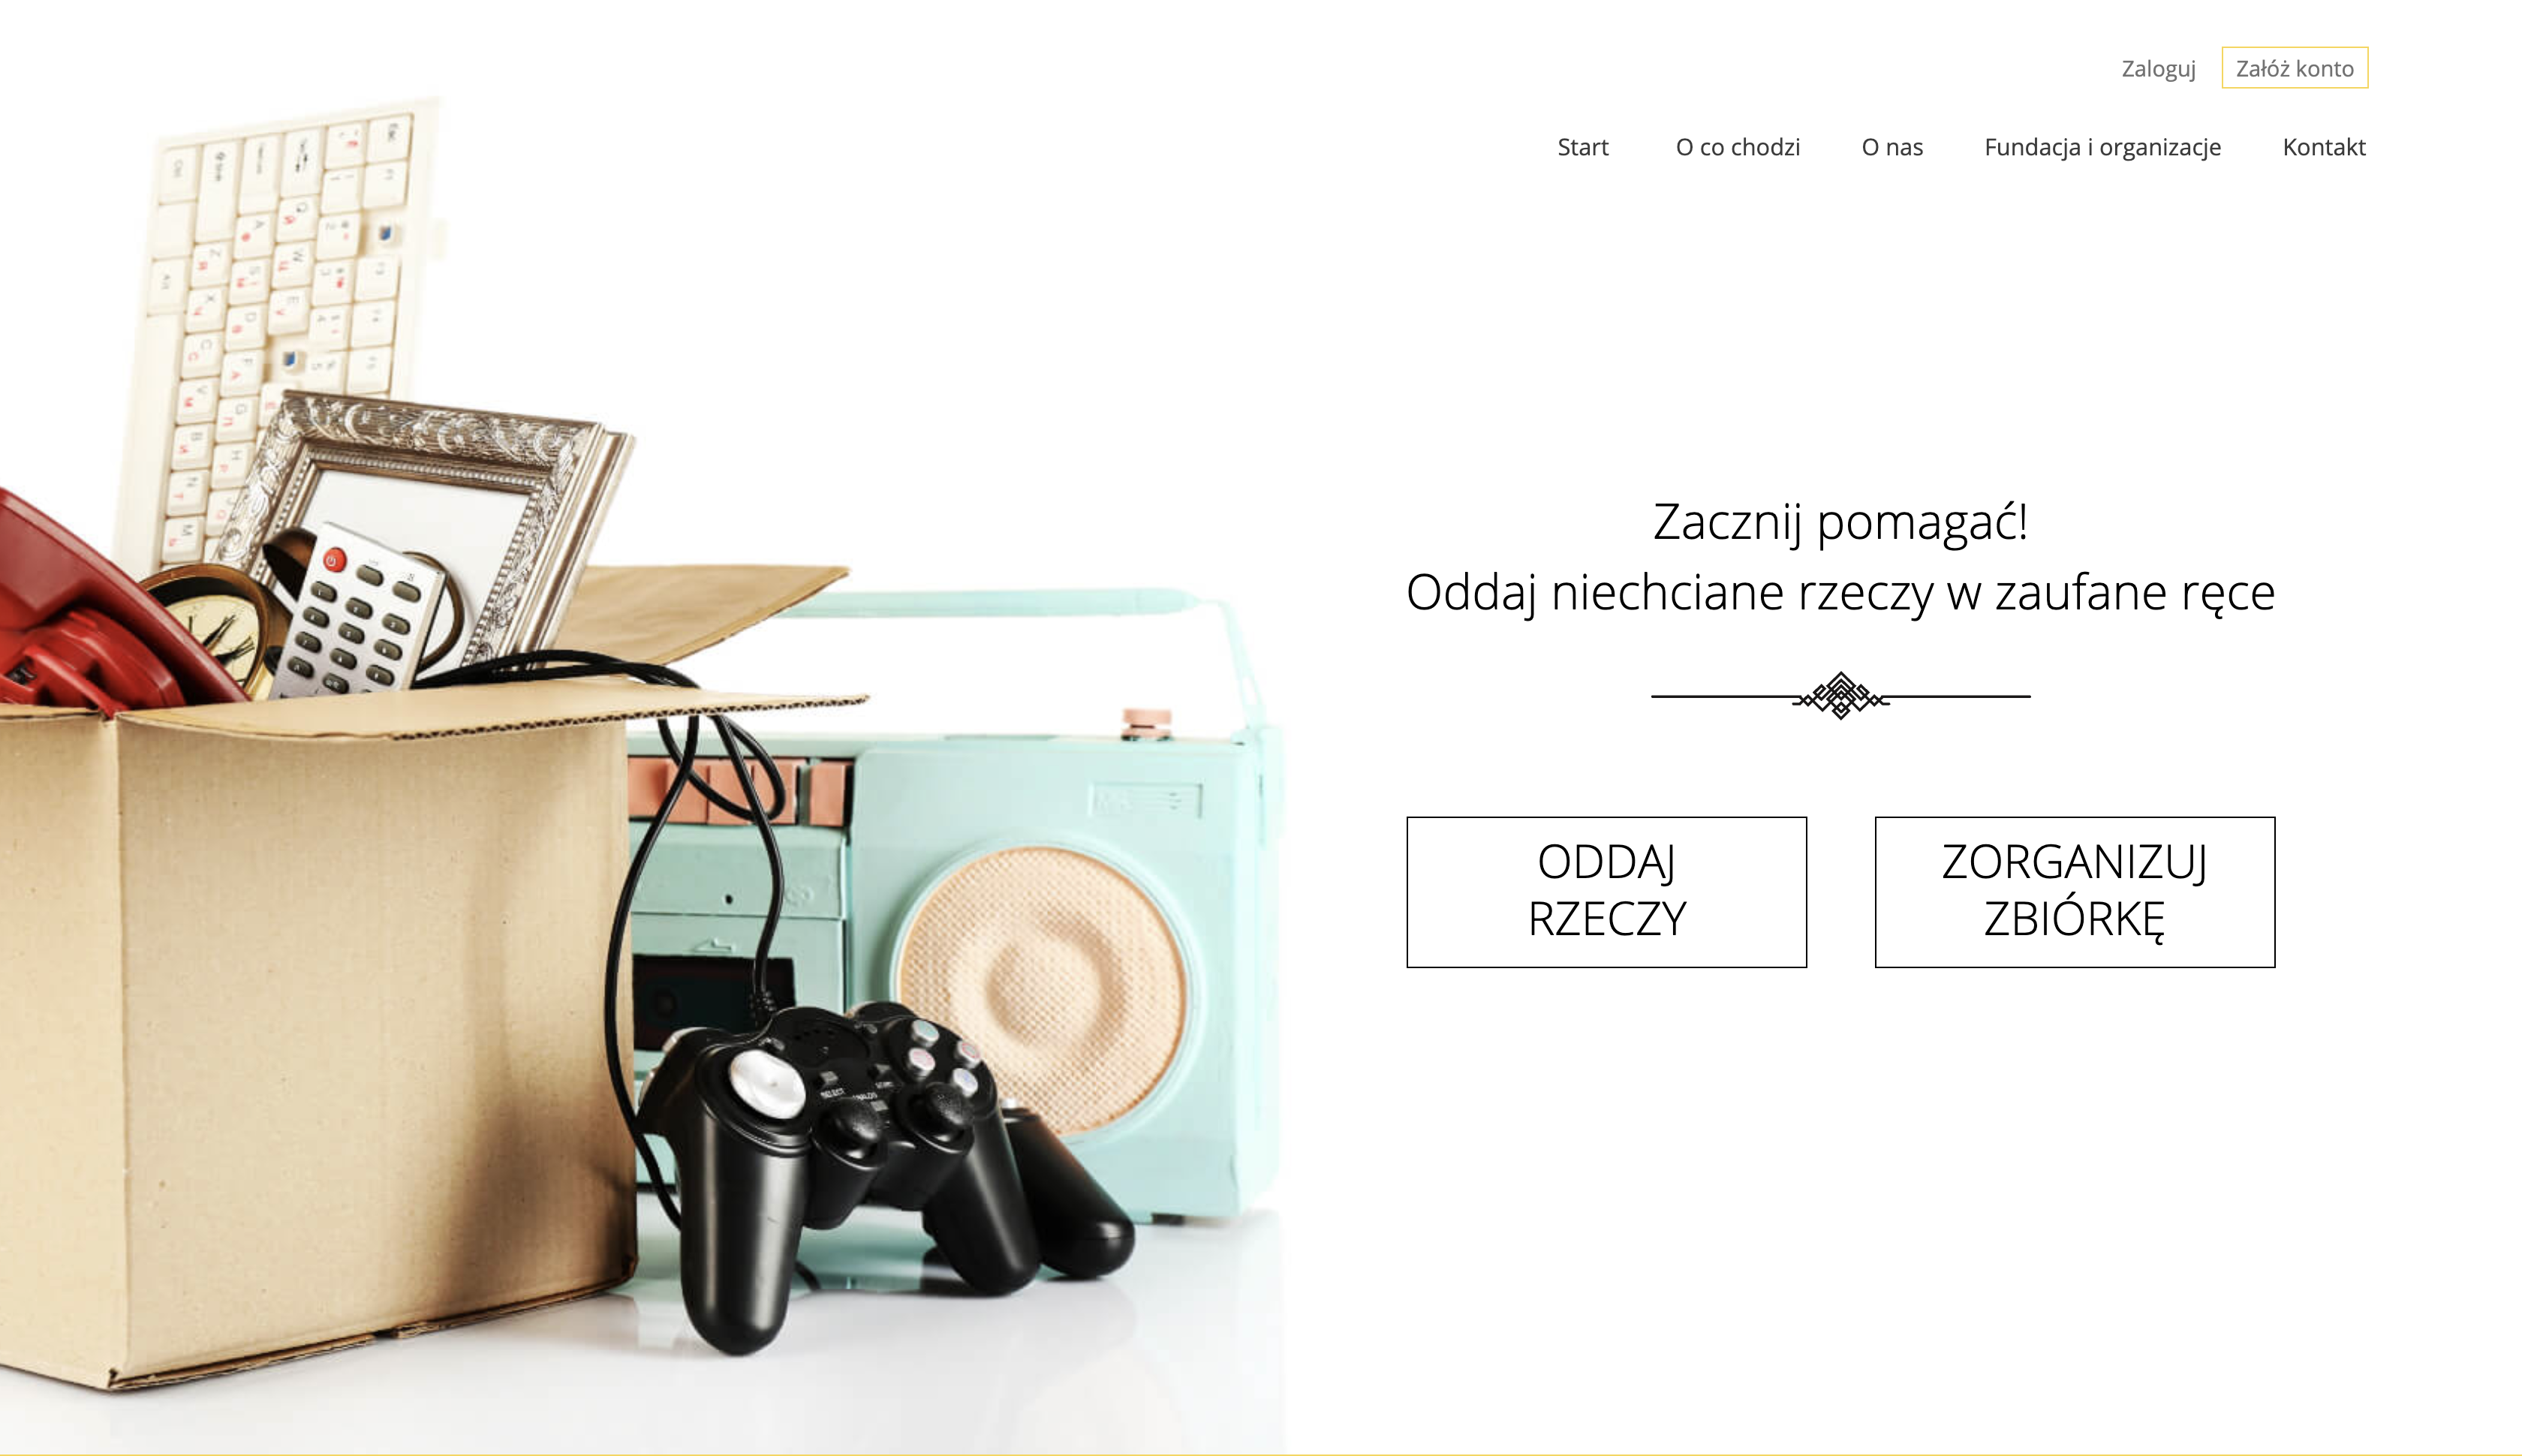 Zaloguj
Załóż konto
Start
O co chodzi
O nas
Fundacja i organizacje
Kontakt
Zacznij pomagać!
Oddaj niechciane rzeczy w zaufane ręce
ODDAJ
RZECZY
ZORGANIZUJ
ZBIÓRKĘ